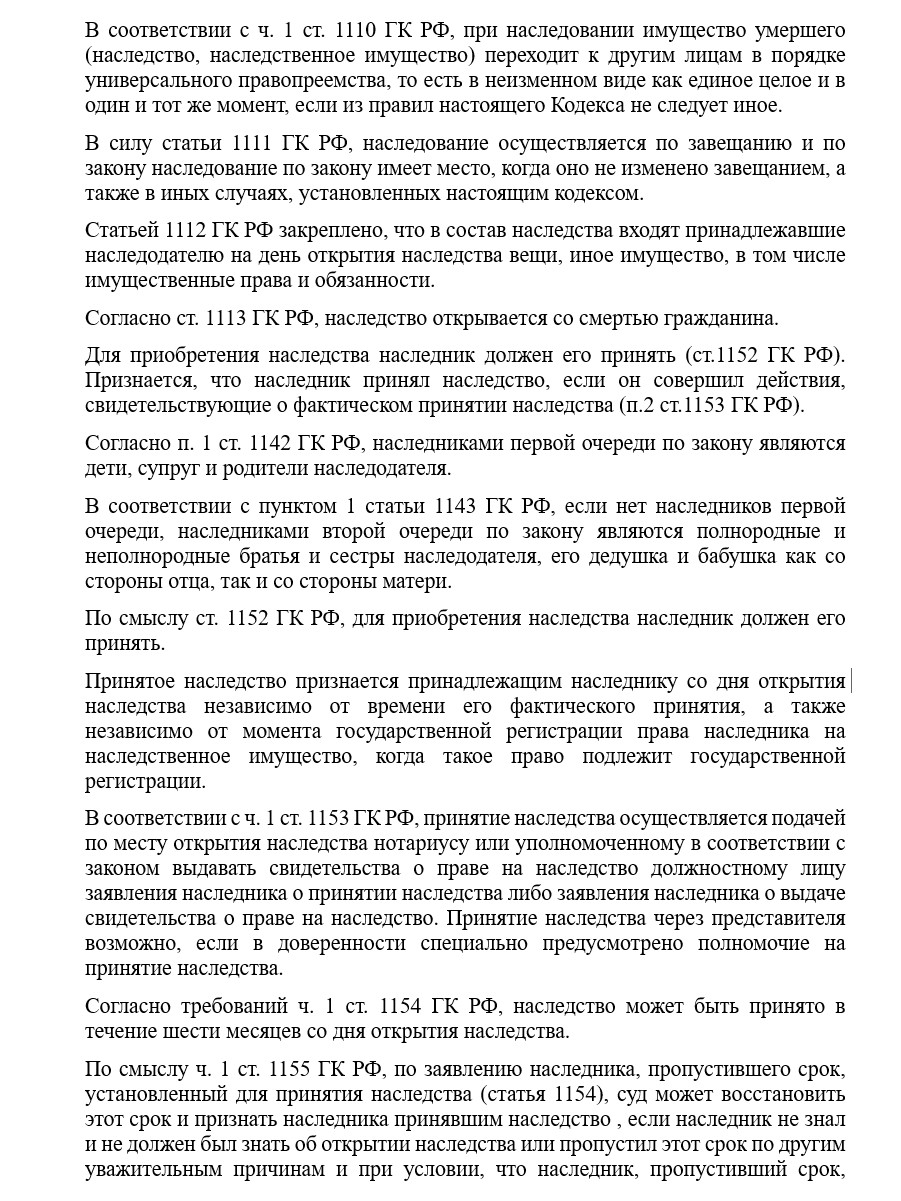 В соответствии с ч. 1 ст. 1110 ГК РФ, при наследовании имущество умершего
(наследство, наследственное имущество) переходит к другим лицам в порядке
универсального правопреемства, то есть в неизменном виде как единое целое и в
один и тот же момент, если из правил настоящего Кодекса не следует иное.
В силу статьи 1111 ГК РФ, наследование осуществляется по завещанию и по
закону наследование по закону имеет место, когда оно не изменено завещанием, а
также в иных случаях, установленных настоящим кодексом.
Статьей 1112 ГК РФ закреплено, что в состав наследства входят принадлежавшие
наследодателю на день открытия наследства вещи, иное имущество, в том числе
имущественные права и обязанности.
Согласно ст. 1113 ГК РФ, наследство открывается со смертью гражданина.
Для приобретения наследства наследник должен его принять (ст.1152 ГК РФ).
Признается, что наследник принял наследство, если он совершил действия,
свидетельствующие о фактическом принятии наследства (п.2 ст.1153 ГК РФ).
Согласно п. 1 ст. 1142 ГК РФ, наследниками первой очереди по закону являются
дети, супруг и родители наследодателя.
В соответствии с пунктом 1 статьи 1143 ГК РФ, если нет наследников первой
очереди, наследниками второй очереди по закону являются полнородные и
неполнородные братья и сестры наследодателя, его дедушка и бабушка как со
стороны отца, так и со стороны матери.
По смыслу ст. 1152 ГК РФ, для приобретения наследства наследник должен его
принять.
Принятое наследство признается принадлежащим наследнику со дня открытия
наследства независимо от времени его фактического принятия, а также
независимо от момента государственной регистрации права наследника на
наследственное имущество, когда такое право подлежит государственной
регистрации.
В соответствии с ч. 1 ст. 1153 ГК РФ, принятие наследства осуществляется подачей
по месту открытия наследства нотариусу или уполномоченному в соответствии с
законом выдавать свидетельства о праве на наследство должностному лицу
заявления наследника о принятии наследства либо заявления наследника о выдаче
свидетельства о праве на наследство. Принятие наследства через представителя
возможно, если в доверенности специально предусмотрено полномочие на
принятие наследства.
Согласно требований ч. 1 ст. 1154 ГК РФ, наследство может быть принято в
течение шести месяцев со дня открытия наследства.
По смыслу ч. 1 ст. 1155 ГК РФ, по заявлению наследника, пропустившего срок,
установленный для принятия наследства (статья 1154), суд может восстановить
этот срок и признать наследника принявшим наследство , если наследник не знал
и не должен был знать об открытии наследства или пропустил этот срок по другим
уважительным причинам и при условии, что наследник, пропустивший срок,